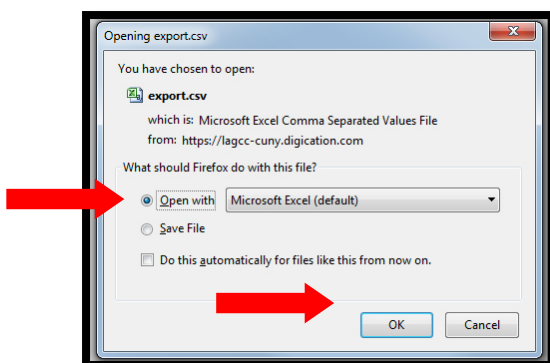 Opening export.csv
You have chosen to open:
export.csv
which is: Microsoft Excel Comma Separated Values File
from: https://lagcc-cuny.digication.com
What should Firefox do with this file?
Open with Microsoft Excel (default)
Save File
Do this automatically for files like this from now on.
OK Cancel